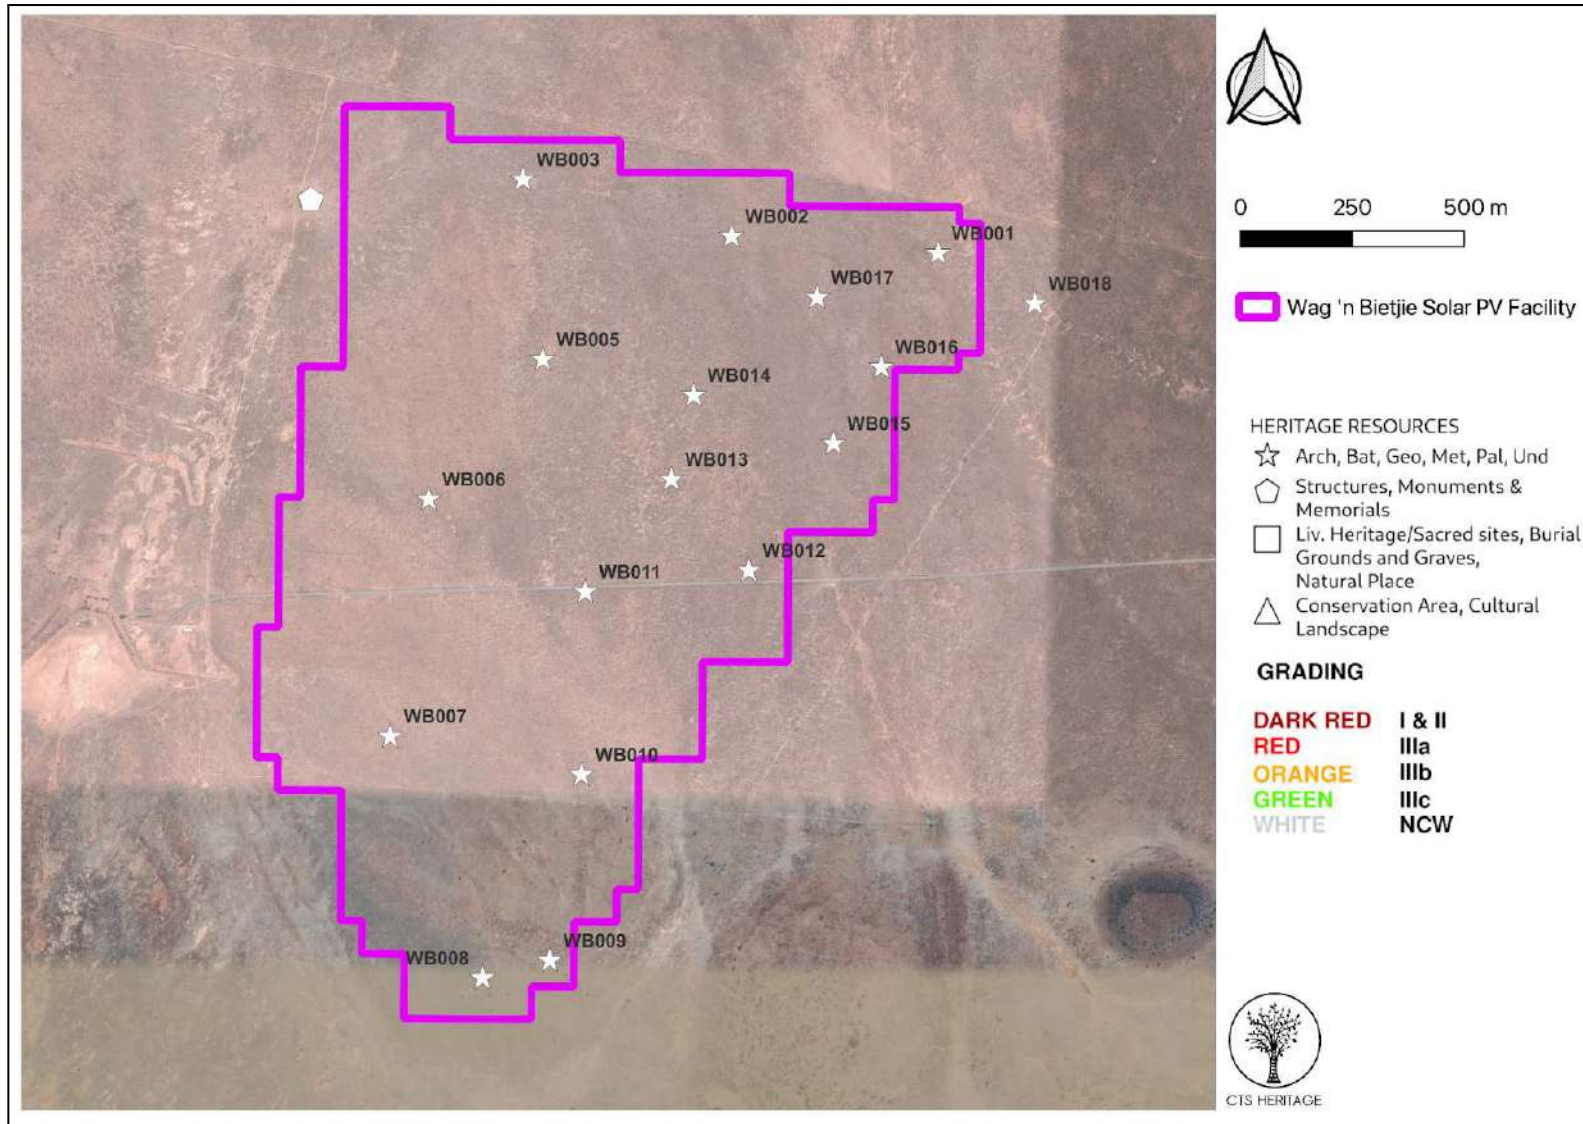 WB003
WB002
WB001
WB017
WB018
WB005
WB016
WB014
WB015
WB013
WB006
WB012
WB011
WB007
WB010
WB009
WB008
0 250 500 m
Wag 'n Bietjie Solar PV Facility
HERITAGE RESOURCES
Arch, Bat, Geo, Met, Pal, Und
Structures, Monuments &
Memorials
Liv. Heritage/Sacred sites, Burial
Grounds and Graves,
Natural Place
Conservation Area, Cultural
Landscape
GRADING
DARK RED I & II
RED IIIa
ORANGE IIIb
GREEN IIIc
WHITE NCW
CTS HERITAGE